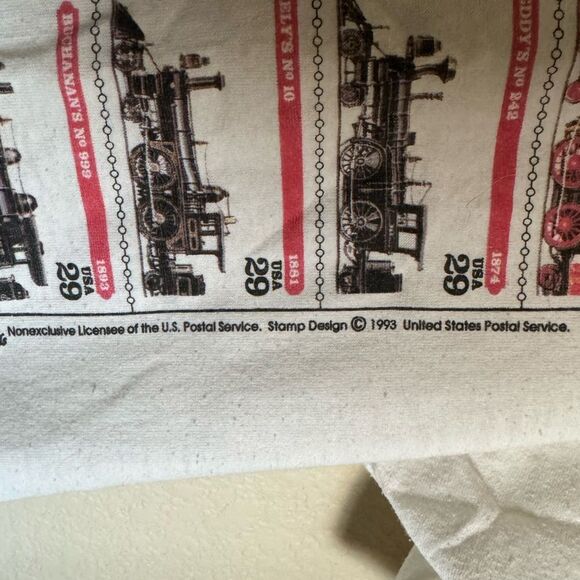 BUCHANAN'S No 999
1893
29
USA
ELY'S No 10
1881
29
USA
EDDY'S No 242
1874
29
USA
Nonexclusive Licensee of the U.S. Postal Service. Stamp Design © 1993 United States Postal Service.